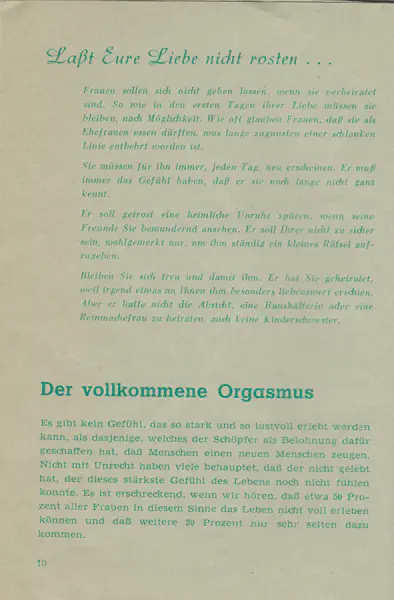 Laßt Eure Liebe nicht rosten . . .
Frauen sollen sich nicht gehen lassen, wenn sie verheiratet
sind. So wie in den ersten Tagen ihrer Liebe müssen sie
bleiben, nach Möglichkeit. Wie oft glauben Frauen, daß sie als
Ehefrauen essen dürften, was lange zugunsten einer schlanken
Linie entbehrt worden ist.
Sie müssen für ihn immer, jeden Tag, neu erscheinen. Er muß
immer das Gefühl haben, daß er sie noch lange nicht ganz
kennt.
Er soll getrost eine heimliche Unruhe spüren, wenn seine
Freunde Sie bewundernd ansehen. Er soll Ihrer nicht zu sicher
sein, wohlgemerkt nur, um ihm ständig ein kleines Rätsel auf-
zugeben.
Bleiben Sie sich treu und damit ihm. Er hat Sie geheiratet,
weil irgend etwas an Ihnen ihm besonders liebenswert erschien.
Aber er hatte nicht die Absicht, eine Haushälterin oder eine
Reinmachefrau zu heiraten, auch keine Kinderschwester.
Der vollkommene Orgasmus
Es gibt kein Gefühl, das so stark und so lustvoll erlebt werden
kann, als dasjenige, welches der Schöpfer als Belohnung dafür
geschaffen hat, daß Menschen einen neuen Menschen zeugen.
Nicht mit Unrecht haben viele behauptet, daß der nicht gelebt
hat, der dieses stärkste Gefühl des Lebens noch nicht fühlen
konnte. Es ist erschreckend, wenn wir hören, daß etwa 50 Pro-
zent aller Frauen in diesem Sinne das Leben nicht voll erleben
können und daß weitere 20 Prozent nur sehr selten dazu
kommen.
10